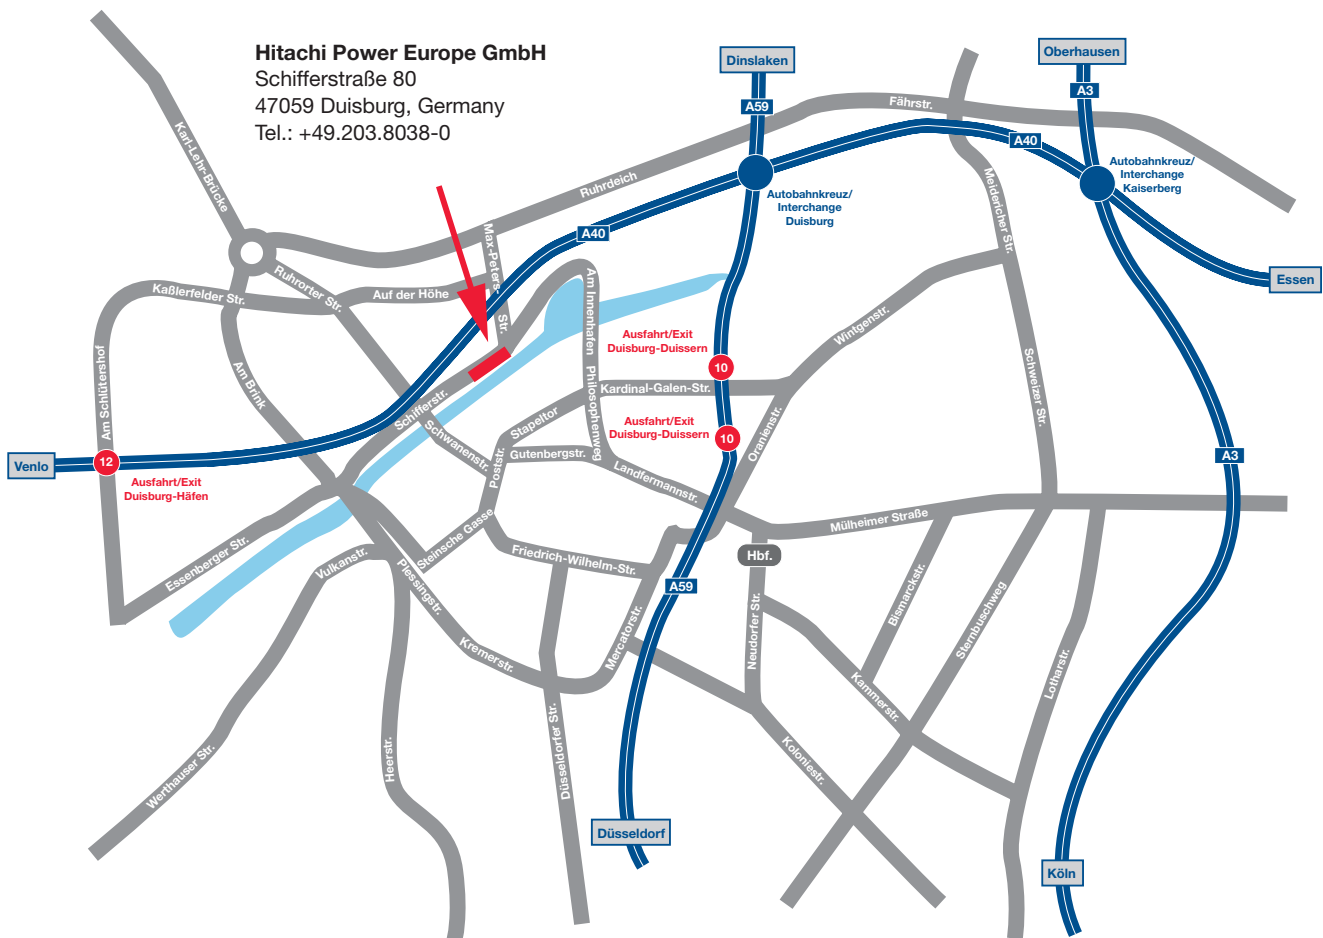 Hitachi Power Europe GmbH
Schifferstraße 80
47059 Duisburg, Germany
Tel.: +49.203.8038-0
Dinslaken
Oberhausen
A59
A3
Fährstr.
A40
Karl-Lehr-Brücke
Ruhrdeich
Autobahnkreuz/
Interchange
Kaiserberg
Autobahnkreuz/
Interchange
Duisburg
Meidericher Str.
A40
Max-Peters-
Str.
Essen
Ruhrorter Str.
Kaßlerfelder Str.
Auf der Höhe
Am Innenhafen
Wintgenstr.
Ausfahrt/Exit
Duisburg-Duissern
10
Am Schlütershof
Am Brink
Schweizer Str.
Philosophenweg
Kardinal-Galen-Str.
Schifferstr.
Stapeltor
Ausfahrt/Exit
Duisburg-Duissern
10
Oranienstr.
Schwanenstr.
Poststr.
Gutenbergstr.
Landfermannstr.
A3
Venlo
12
Ausfahrt/Exit
Duisburg-Häfen
Mülheimer Straße
Steinsche Gasse
Essenberger Str.
Vulkanstr.
Friedrich-Wilhelm-Str.
Hbf.
Plessingstr.
A59
Bismarckstr.
Sternbuschweg
Mercatorstr.
Neudorfer Str.
Kremerstr.
Lotharstr.
Kammerstr.
Düsseldorfer Str.
Heerstr.
Werthauser Str.
Koloniestr.
Düsseldorf
Köln